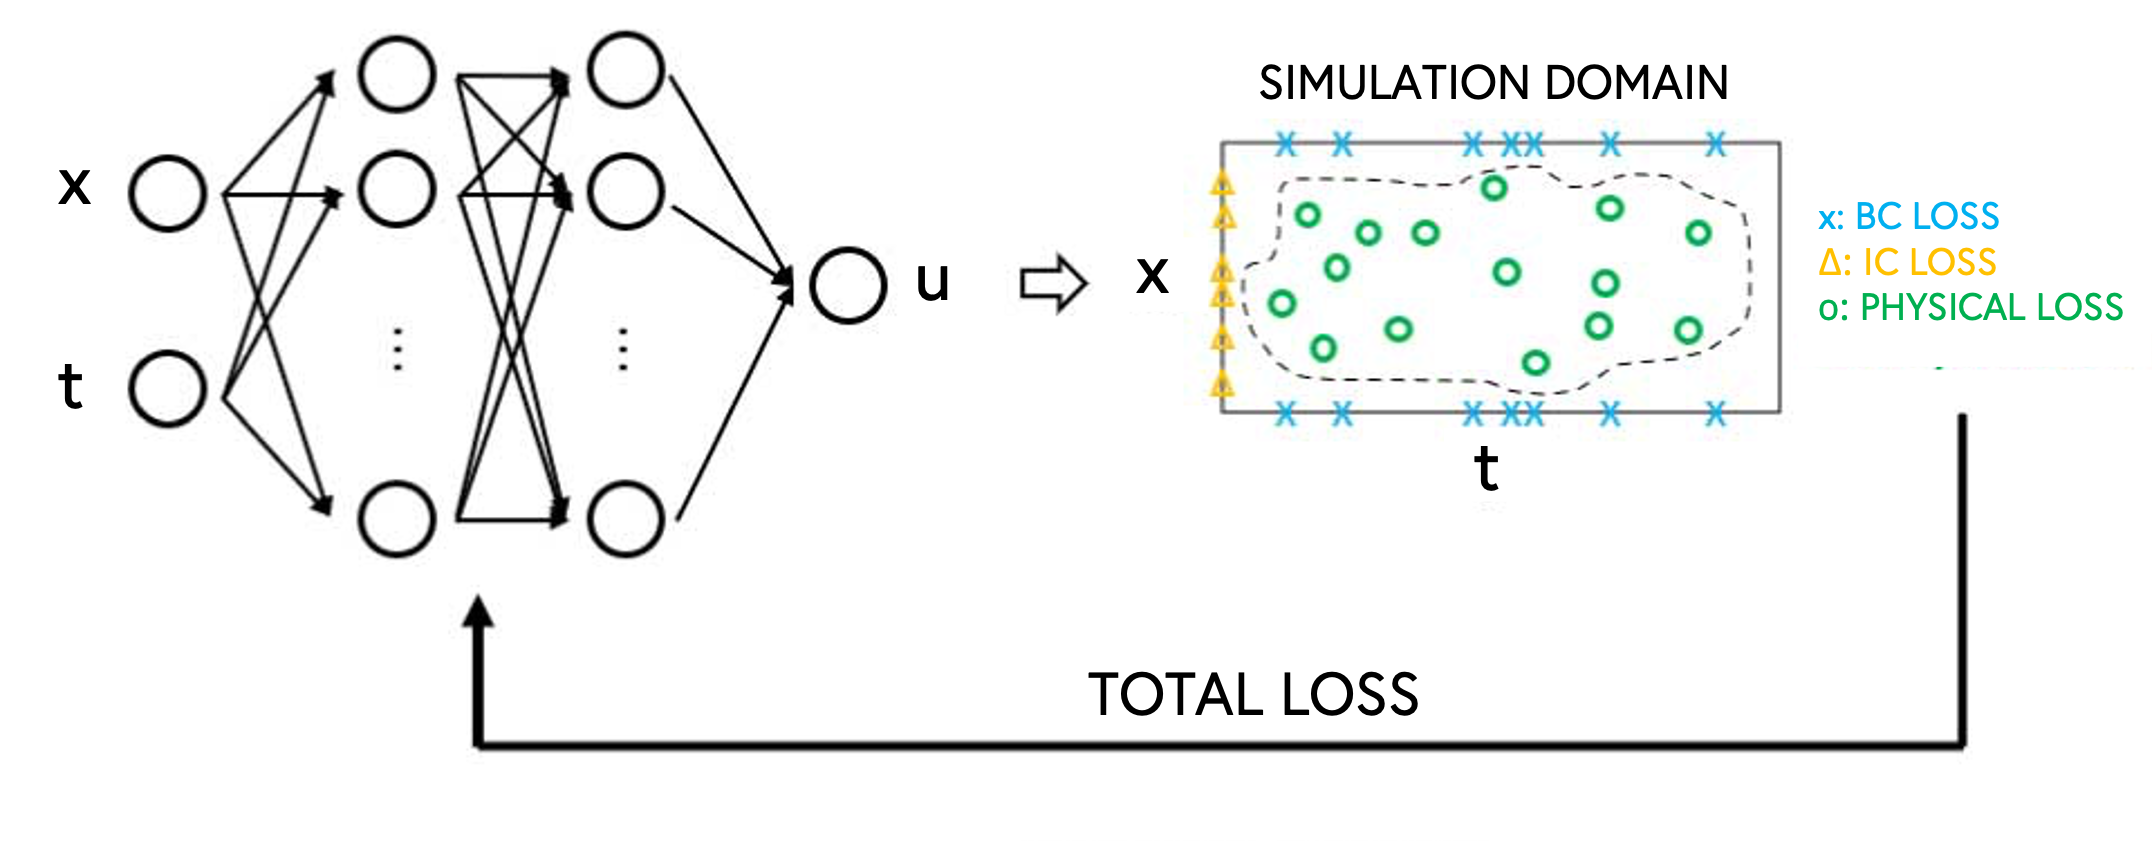 x
t
u
SIMULATION DOMAIN
x
t
x: BC LOSS
Δ: IC LOSS
o: PHYSICAL LOSS
TOTAL LOSS